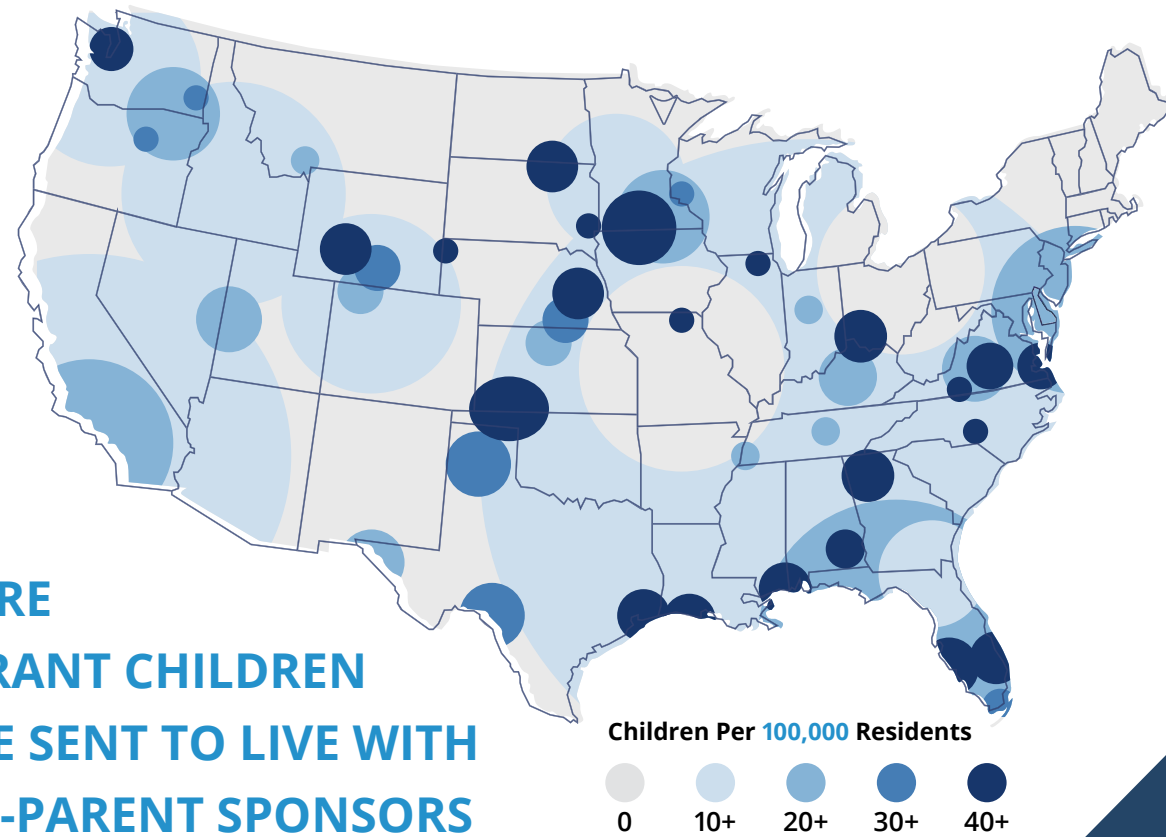 RE
RANT CHILDREN
E SENT TO LIVE WITH
-PARENT SPONSORS
Children Per 100,000 Residents
0 10+ 20+ 30+ 40+